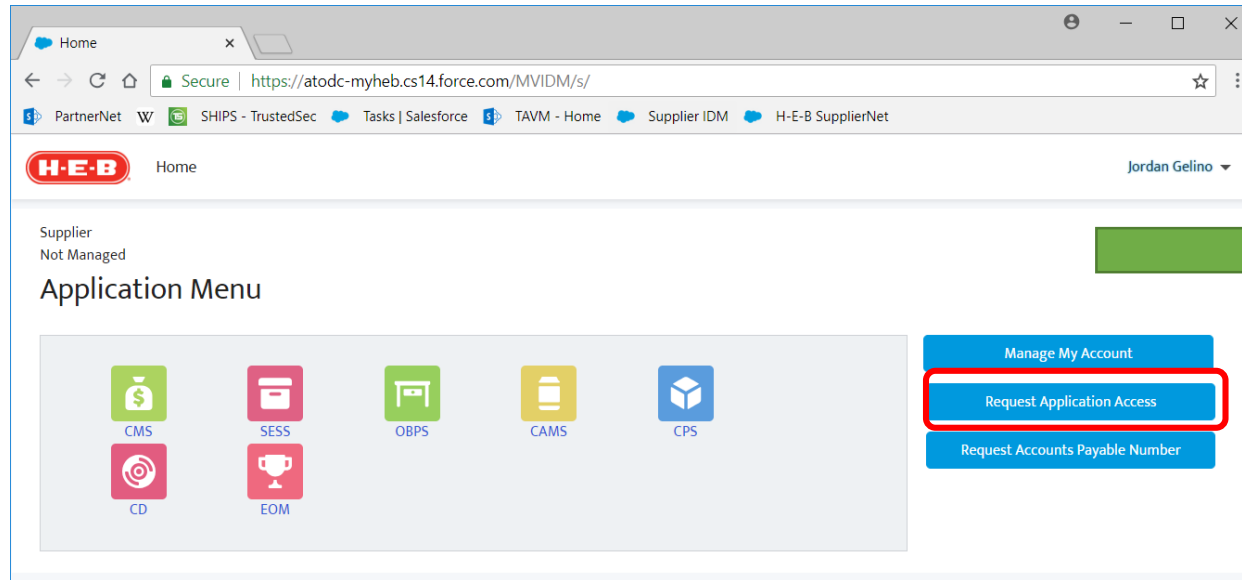 Home
Secure | https://atodc-myheb.cs14.force.com/MVIDM/s/
PartnerNet W SHIPS - TrustedSec Tasks | Salesforce TAVM - Home Supplier IDM H-E-B SupplierNet
H-E-B Home Jordan Gelino
Supplier
Not Managed
Application Menu
Manage My Account
Request Application Access
CMS SESS OBPS CAMS CPS
Request Accounts Payable Number
CD EOM